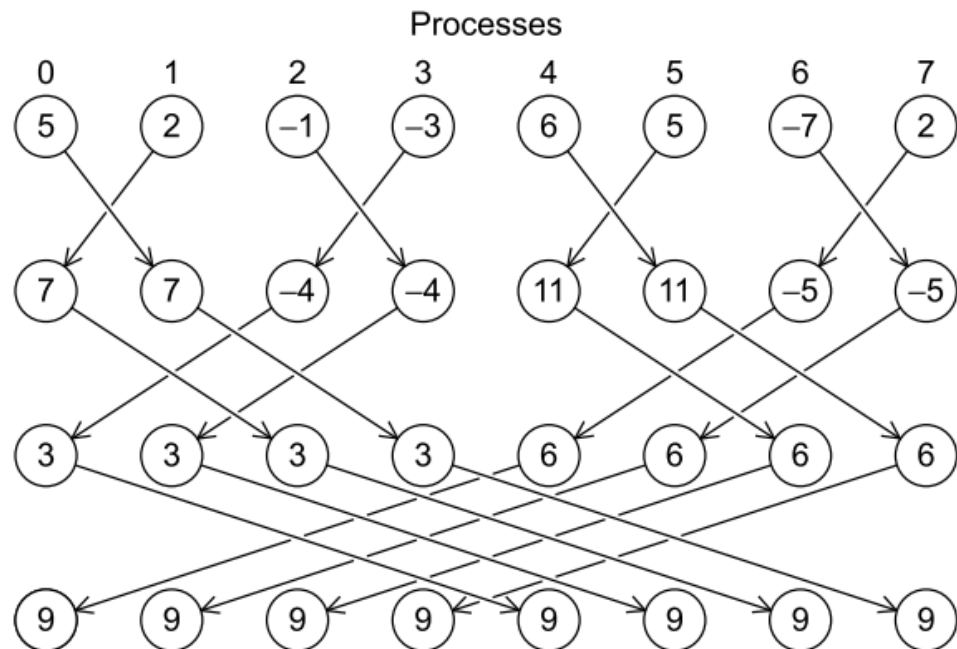 Processes
0 1 2 3 4 5 6 7
5 2 –1 –3 6 5 –7 2
7 7 –4 –4 11 11 –5 –5
3 3 3 3 6 6 6 6
9 9 9 9 9 9 9 9